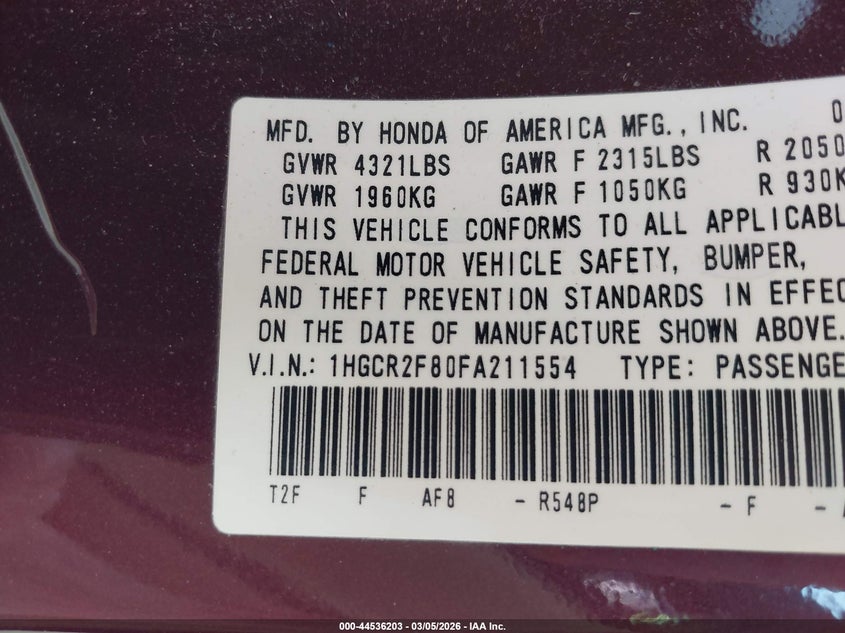 MFD. BY HONDA OF AMERICA MFG., INC. 0
GVWR 4321LBS GAWR F 2315LBS R 2050
GVWR 1960KG GAWR F 1050KG R 930K
THIS VEHICLE CONFORMS TO ALL APPLICABL
FEDERAL MOTOR VEHICLE SAFETY, BUMPER,
AND THEFT PREVENTION STANDARDS IN EFFEC
ON THE DATE OF MANUFACTURE SHOWN ABOVE.
V.I.N.: 1HGCR2F80FA211554 TYPE: PASSENGE
T2F F AF8 - R548P - F - A
000-44536203 - 03/05/2026 - IAA Inc.